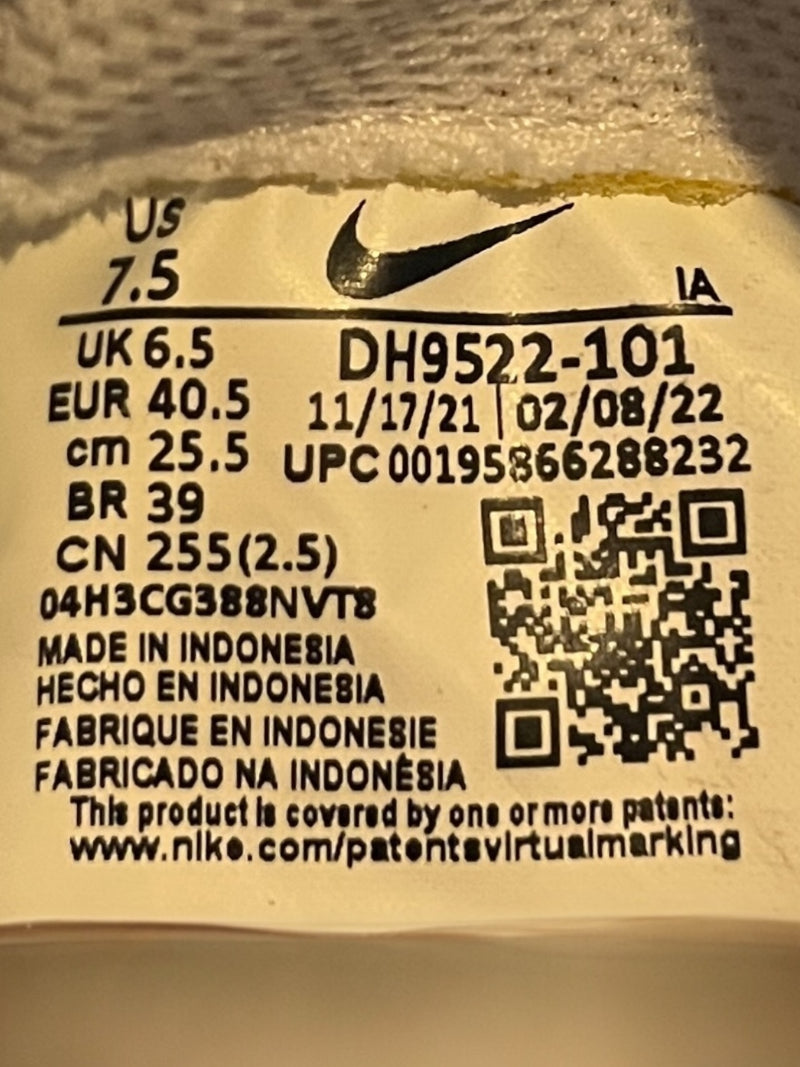 US
7.5
IA
UK 6.5
DH9522-101
EUR 40.5
11/17/21 | 02/08/22
cm 25.5
UPC 00195866288232
BR 39
CN 255(2.5)
04H3CG388NVT8
MADE IN INDONESIA
HECHO EN INDONESIA
FABRIQUE EN INDONESIE
FABRICADO NA INDONÉSIA
This product is covered by one or more patents:
www.nike.com/patentsvirtualmarking